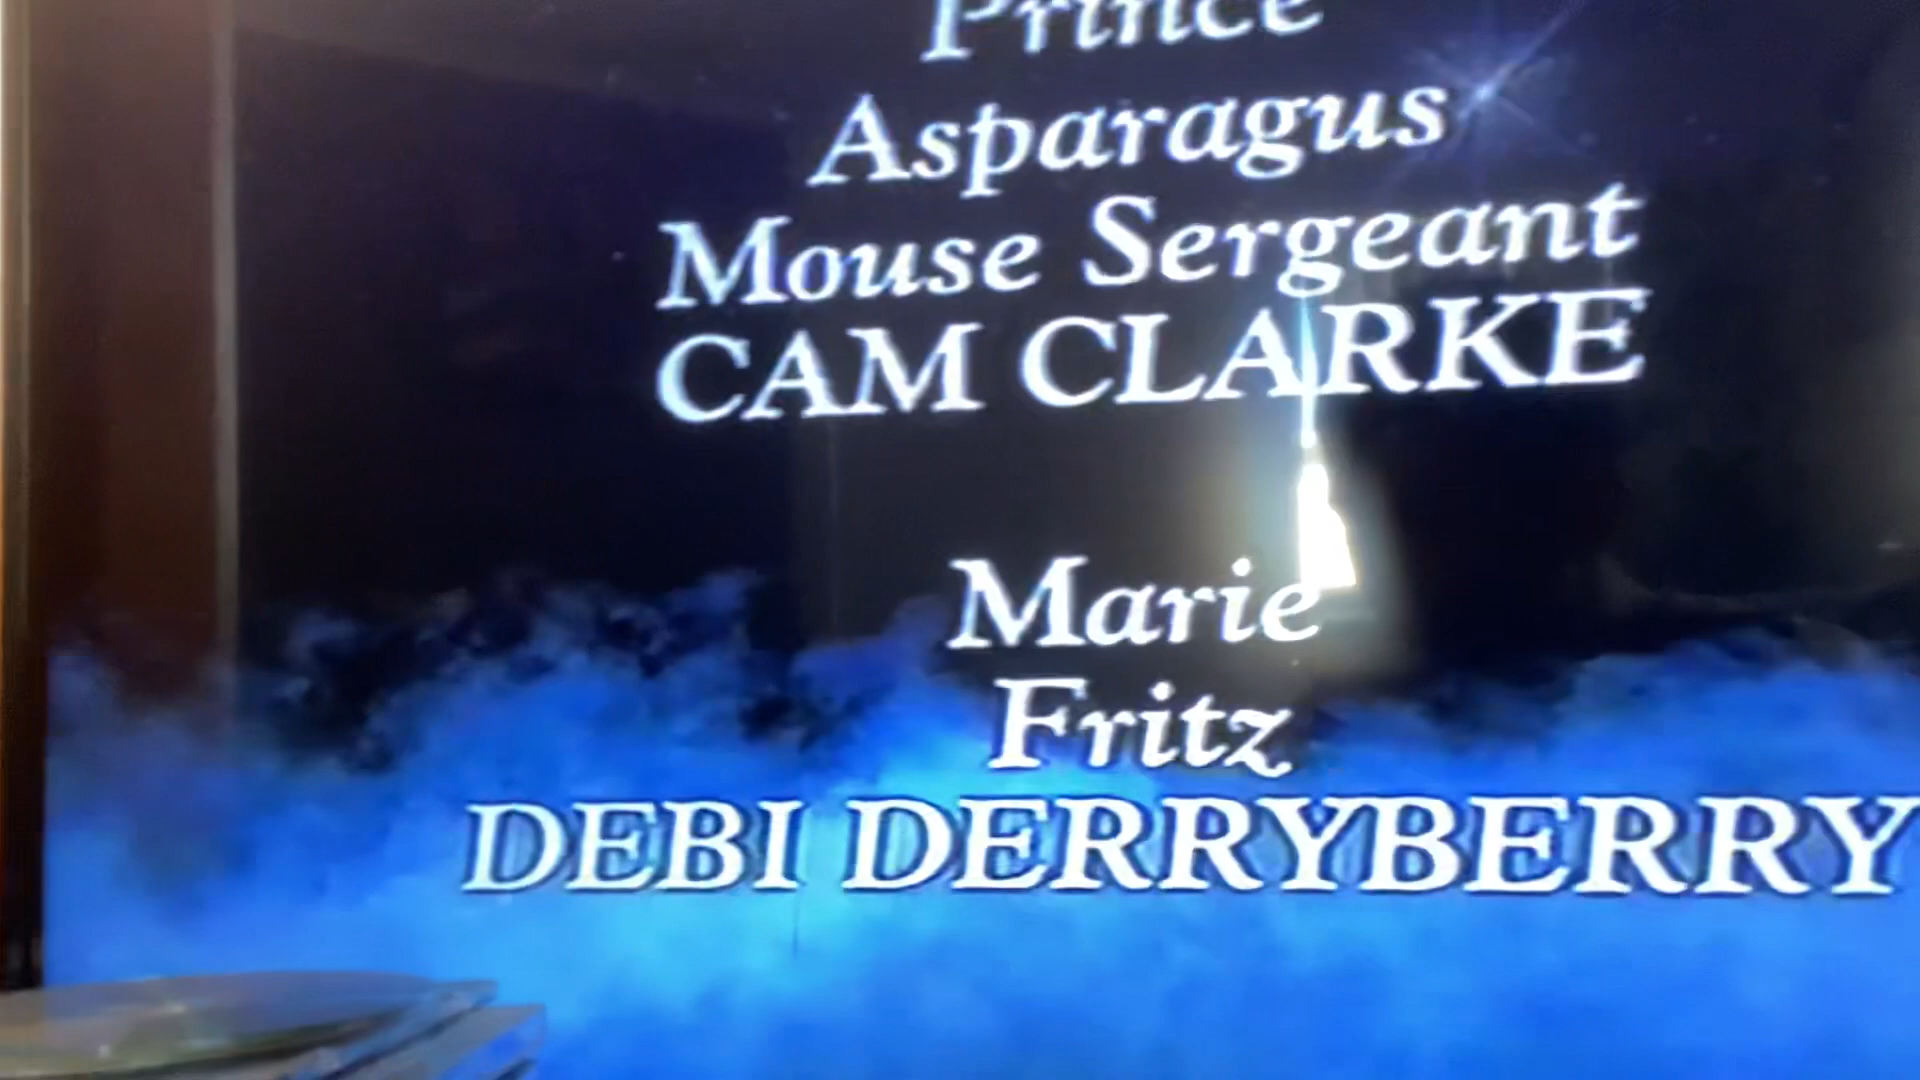 Prince
Asparagus
Mouse Sergeant
CAM CLARKE
Marie
Fritz
DEBI DERRYBERRY